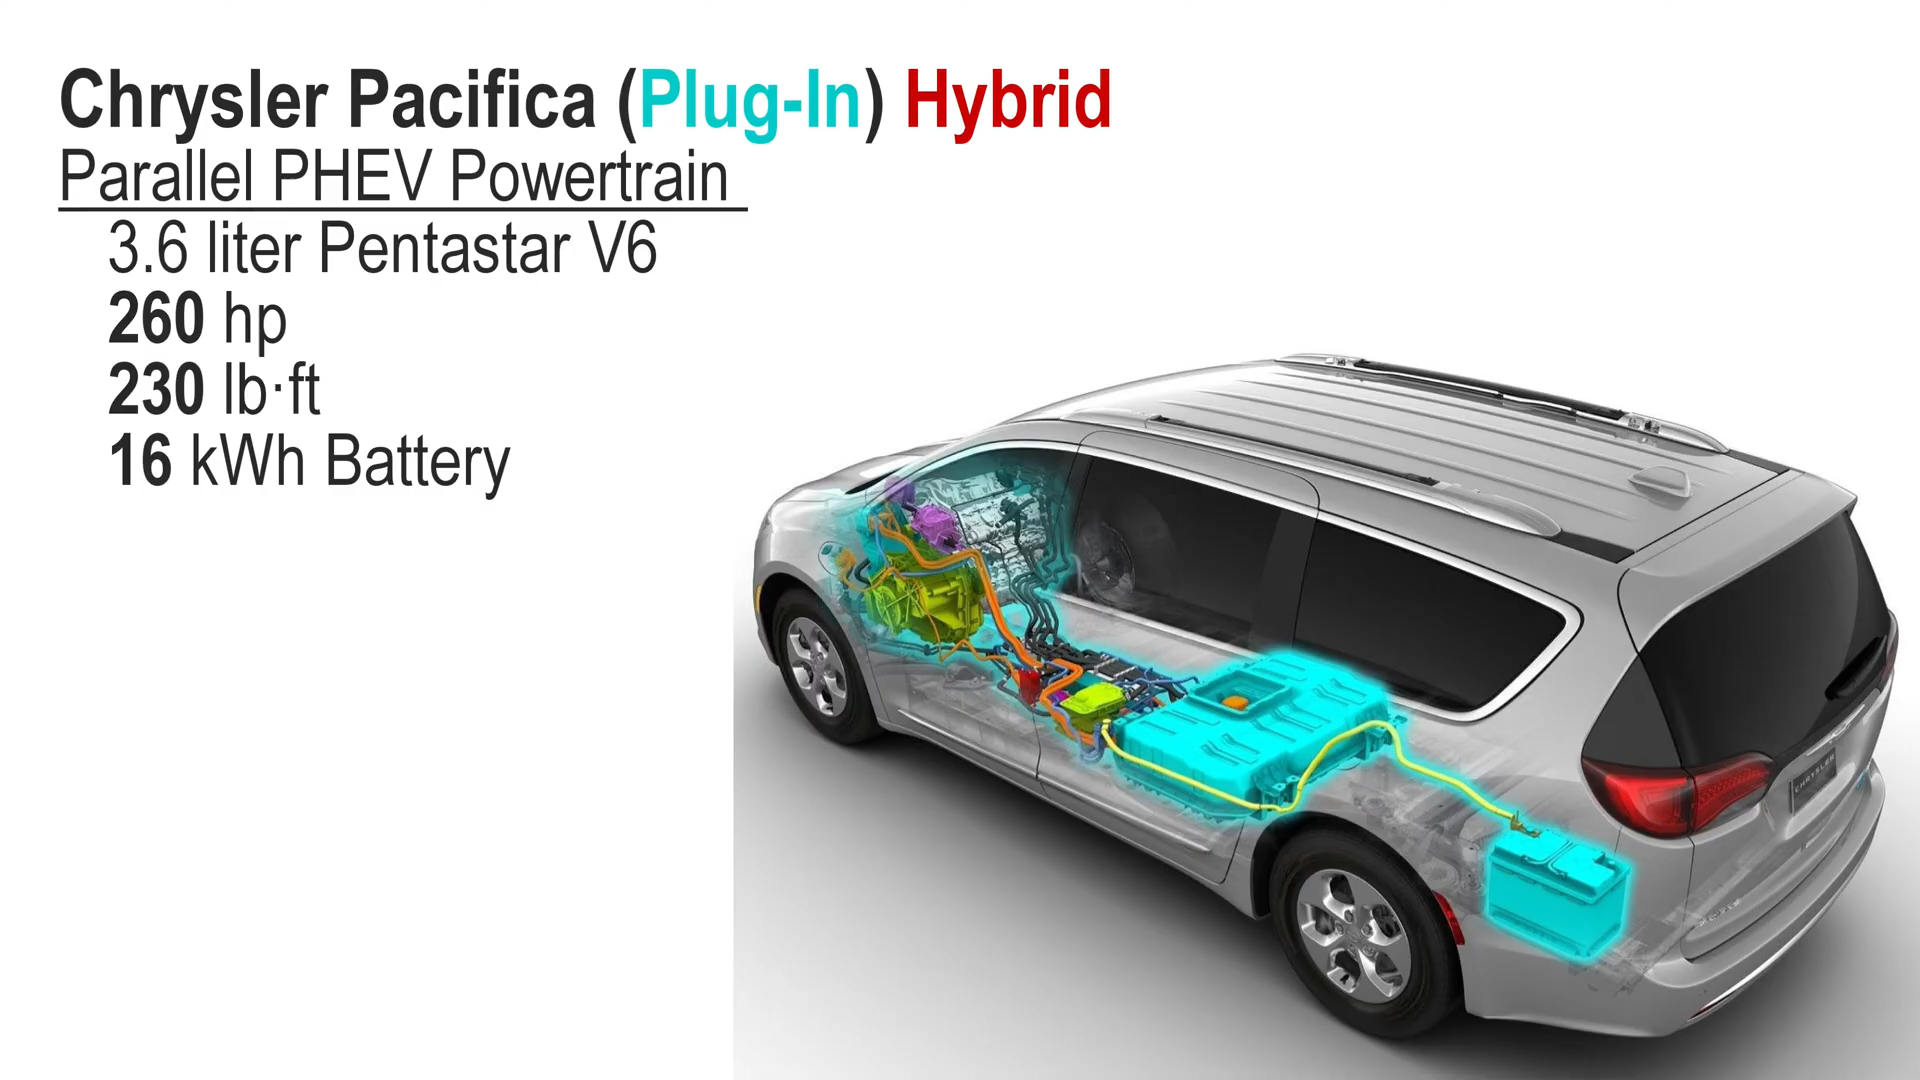 Chrysler Pacifica (Plug-In) Hybrid
Parallel PHEV Powertrain
3.6 liter Pentastar V6
260 hp
230 lb·ft
16 kWh Battery
CHRYSLER